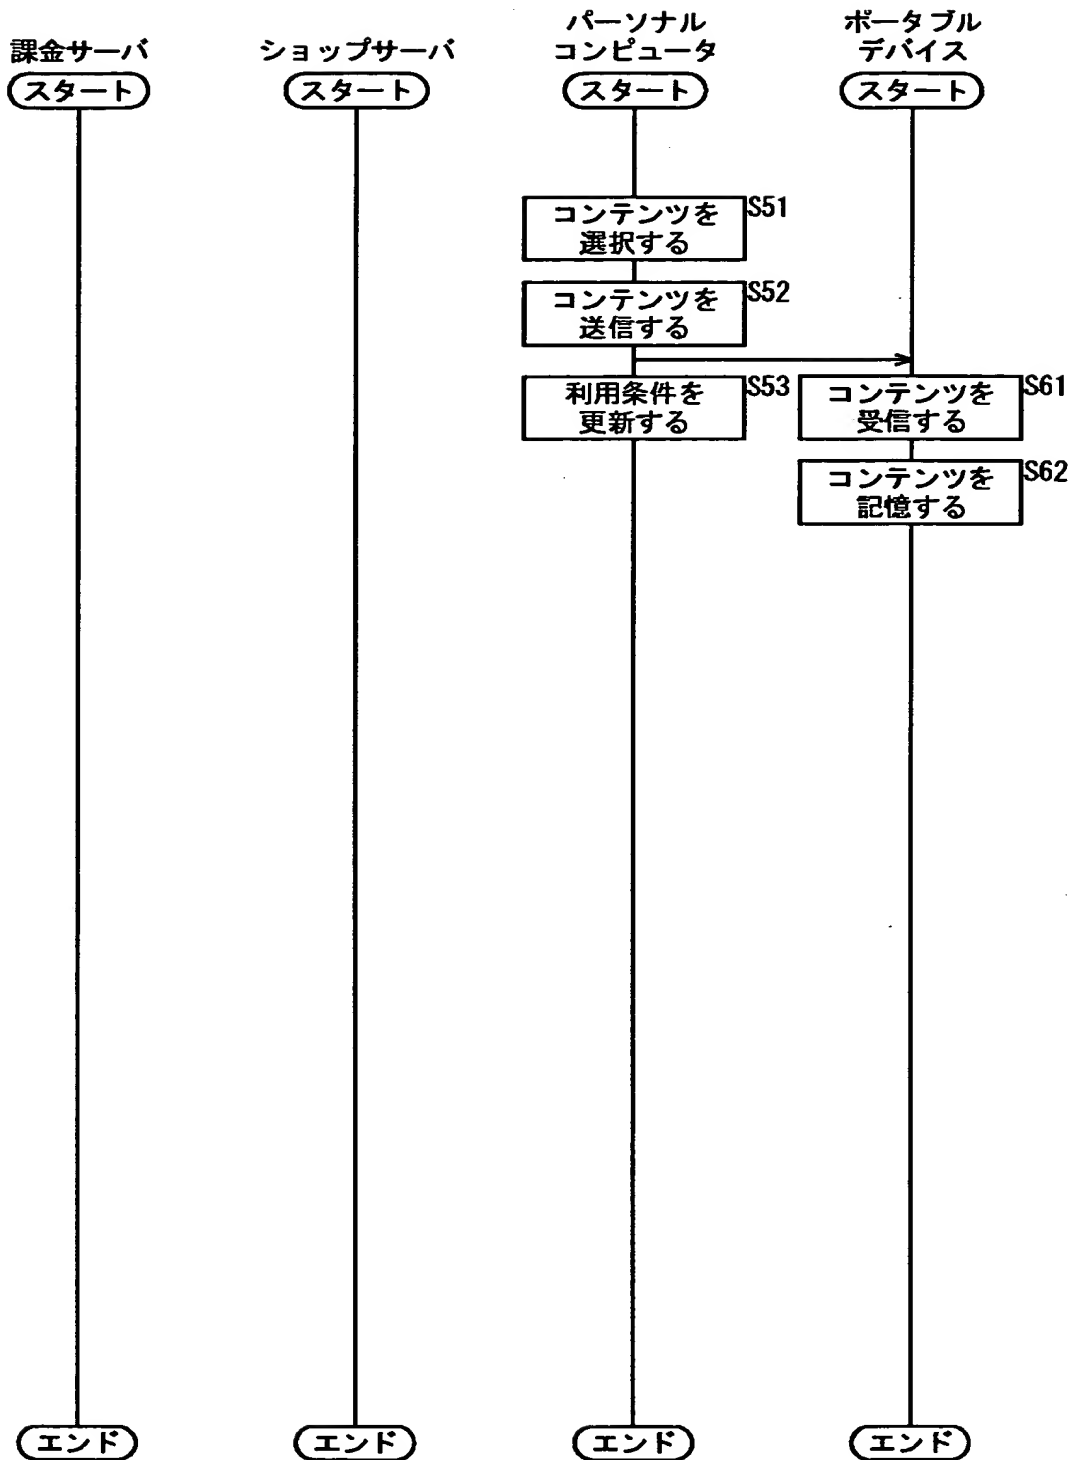 課金サーバ
ショップサーバ
パーソナル
コンピュータ
ポータブル
デバイス
スタート
スタート
スタート
スタート
コンテンツを
選択する
S51
コンテンツを
送信する
S52
利用条件を
更新する
S53
コンテンツを
受信する
S61
コンテンツを
記憶する
S62
エンド
エンド
エンド
エンド